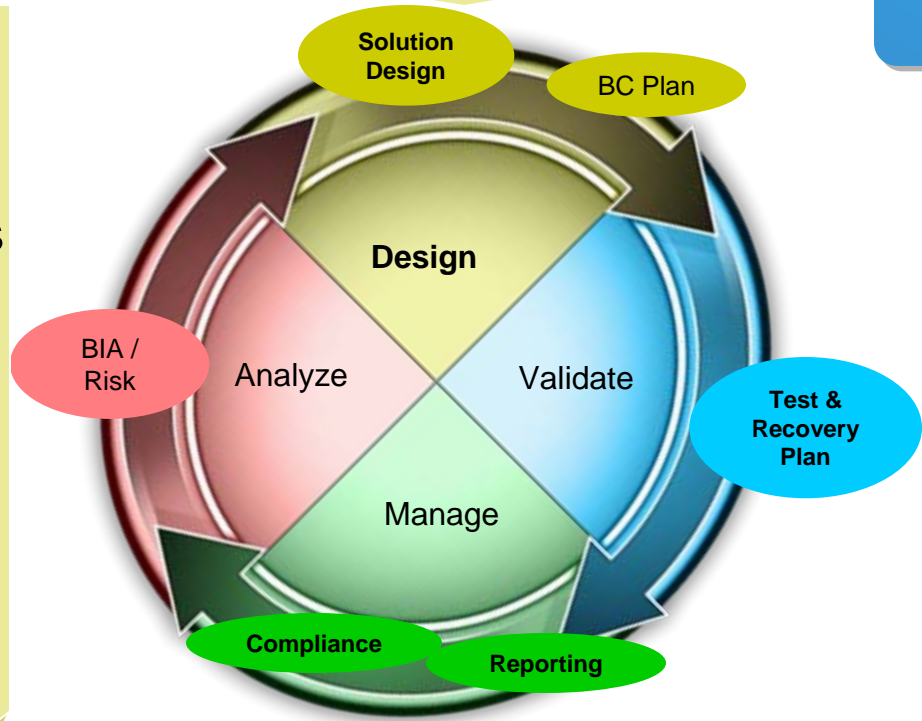 Solution
Design
BC Plan
Design
S
BIA /
Risk
Analyze
Validate
Test &
Recovery
Plan
Manage
Compliance
Reporting